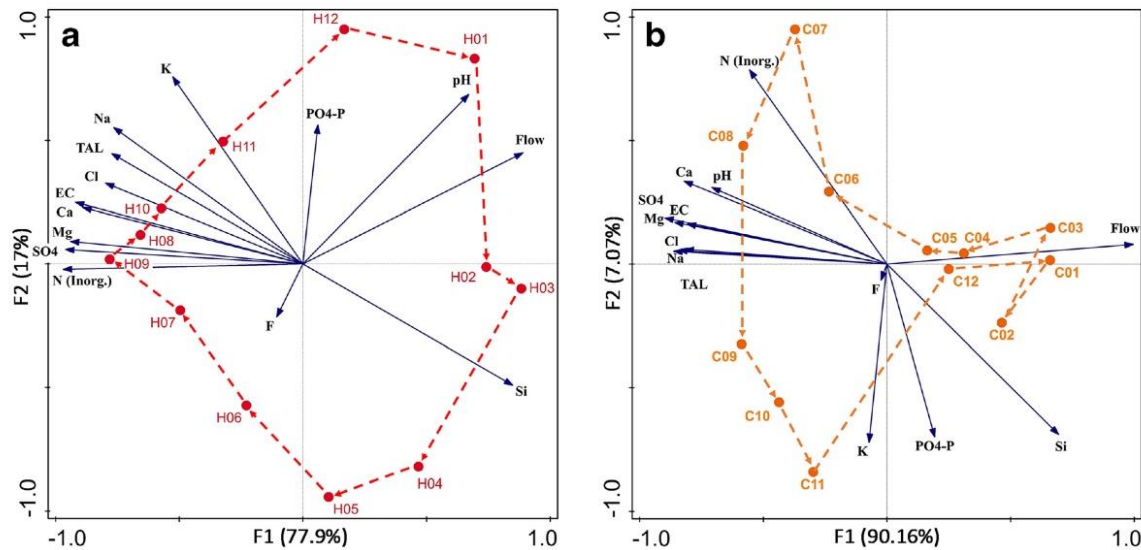 a
1.0
H12
H01
K
pH
Na
PO4-P
TAL
H11
Flow
Cl
EC
H10
Ca
H08
Mg
SO4
H09
H02
N (Inorg.)
H03
H07
F
Si
H06
H04
H05
-1.0
F2 (17%)
-1.0
F1 (77.9%)
1.0
b
1.0
C07
N (Inorg.)
C08
Ca
pH
C06
SO4
EC
Mg
C05
C04
C03
Flow
Cl
Na
C12
C01
TAL
F
C02
C09
C10
K
PO4-P
Si
C11
-1.0
F2 (7.07%)
-1.0
F1 (90.16%)
1.0